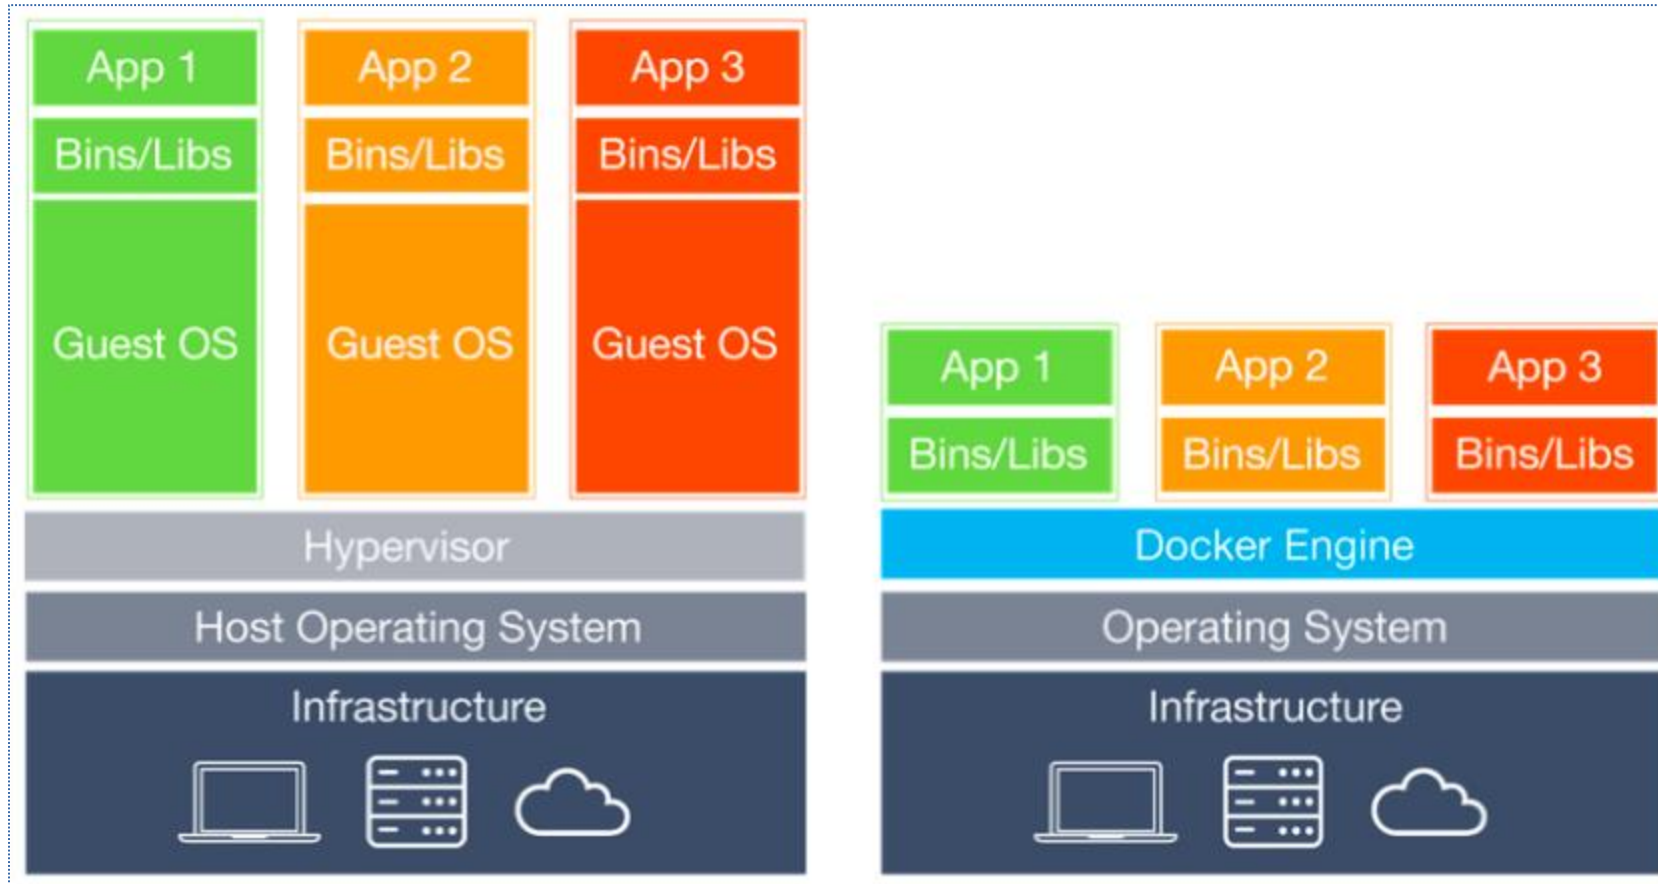 App 1
App 2
App 3
Bins/Libs
Bins/Libs
Bins/Libs
Guest OS
Guest OS
Guest OS
Hypervisor
Host Operating System
Infrastructure
App 1
App 2
App 3
Bins/Libs
Bins/Libs
Bins/Libs
Docker Engine
Operating System
Infrastructure